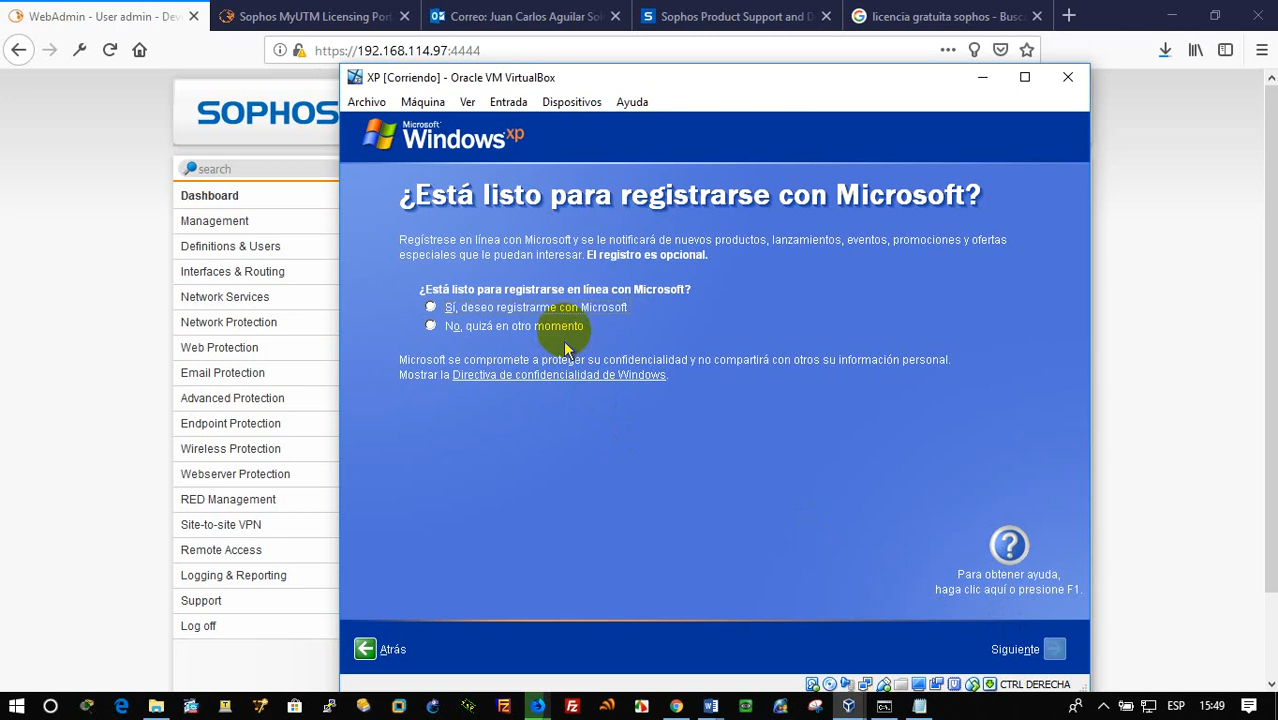 WebAdmin - User admin - Dev
Sophos MyUTM Licensing Port
Correo: Juan Carlos Aguilar So
Sophos Product Support and D
licencia gratuita sophos - Busc
https://192.168.114.97:4444
SOPHOS
search
Dashboard
Management
Definitions & Users
Interfaces & Routing
Network Services
Network Protection
Web Protection
Email Protection
Advanced Protection
Endpoint Protection
Wireless Protection
Webserver Protection
RED Management
Site-to-site VPN
Remote Access
Logging & Reporting
Support
Log off
XP [Corriendo] - Oracle VM VirtualBox
Archivo Máquina Ver Entrada Dispositivos Ayuda
Microsoft
Windows xp
¿Está listo para registrarse con Microsoft?
Regístrese en línea con Microsoft y se le notificará de nuevos productos, lanzamientos, eventos, promociones y ofertas
especiales que le puedan interesar. El registro es opcional.
¿Está listo para registrarse en línea con Microsoft?
Sí, deseo registrarme con Microsoft
No, quizá en otro momento
Microsoft se compromete a proteger su confidencialidad y no compartirá con otros su información personal.
Mostrar la Directiva de confidencialidad de Windows.
Para obtener ayuda,
haga clic aquí o presione F1.
Atrás
Siguiente
CTRL DERECHA
ESP 15:49